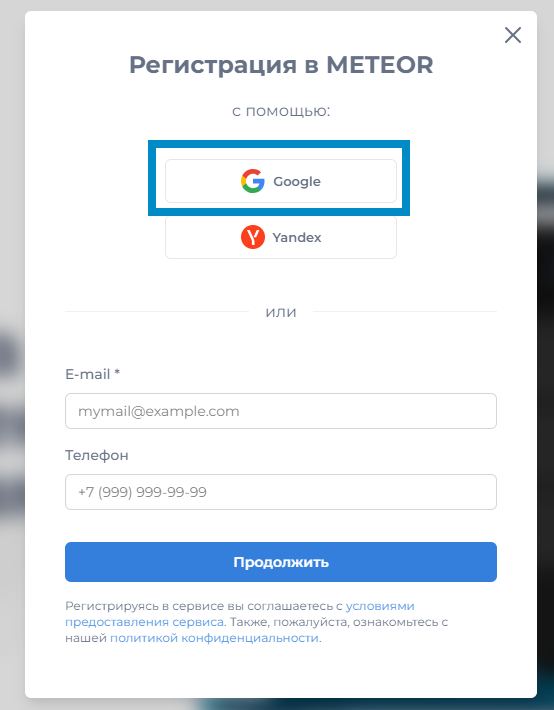 Регистрация в METEOR
с помощью:
Google
Yandex
или
E-mail *
mymail@example.com
Телефон
+7 (999) 999-99-99
Продолжить
Регистрируясь в сервисе вы соглашаетесь с условиями
предоставления сервиса. Также, пожалуйста, ознакомьтесь с
нашей политикой конфиденциальности.